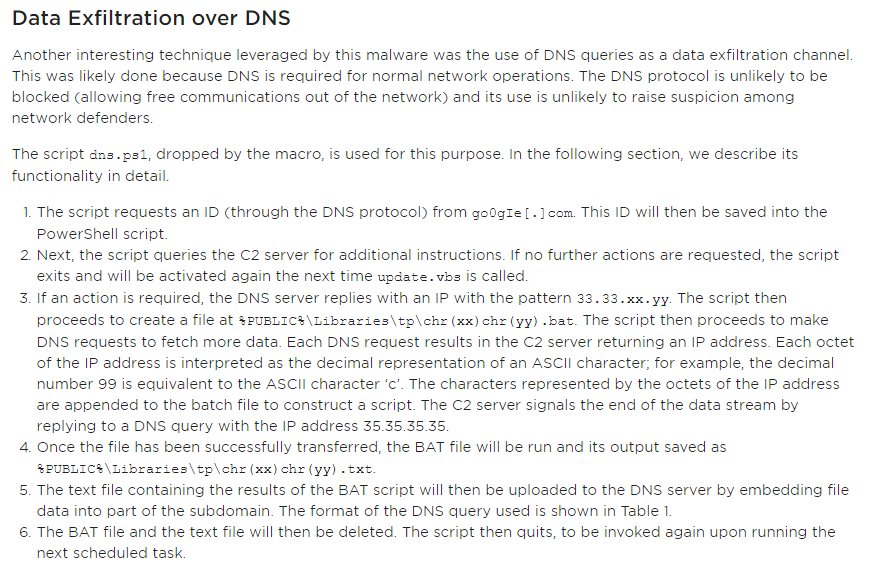 Data Exfiltration over DNS
Another interesting technique leveraged by this malware was the use of DNS queries as a data exfiltration channel.
This was likely done because DNS is required for normal network operations. The DNS protocol is unlikely to be
blocked (allowing free communications out of the network) and its use is unlikely to raise suspicion among
network defenders.
The script dns.ps1, dropped by the macro, is used for this purpose. In the following section, we describe its
functionality in detail.
1. The script requests an ID (through the DNS protocol) from go0gIe[.]com. This ID will then be saved into the
PowerShell script.
2. Next, the script queries the C2 server for additional instructions. If no further actions are requested, the script
exits and will be activated again the next time update.vbs is called.
3. If an action is required, the DNS server replies with an IP with the pattern 33.33.xx.yy. The script then
proceeds to create a file at %PUBLIC%\Libraries\tp\chr(xx)chr(yy).bat. The script then proceeds to make
DNS requests to fetch more data. Each DNS request results in the C2 server returning an IP address. Each octet
of the IP address is interpreted as the decimal representation of an ASCII character; for example, the decimal
number 99 is equivalent to the ASCII character ‘c’. The characters represented by the octets of the IP address
are appended to the batch file to construct a script. The C2 server signals the end of the data stream by
replying to a DNS query with the IP address 35.35.35.35.
4. Once the file has been successfully transferred, the BAT file will be run and its output saved as
%PUBLIC%\Libraries\tp\chr(xx)chr(yy).txt.
5. The text file containing the results of the BAT script will then be uploaded to the DNS server by embedding file
data into part of the subdomain. The format of the DNS query used is shown in Table 1.
6. The BAT file and the text file will then be deleted. The script then quits, to be invoked again upon running the
next scheduled task.